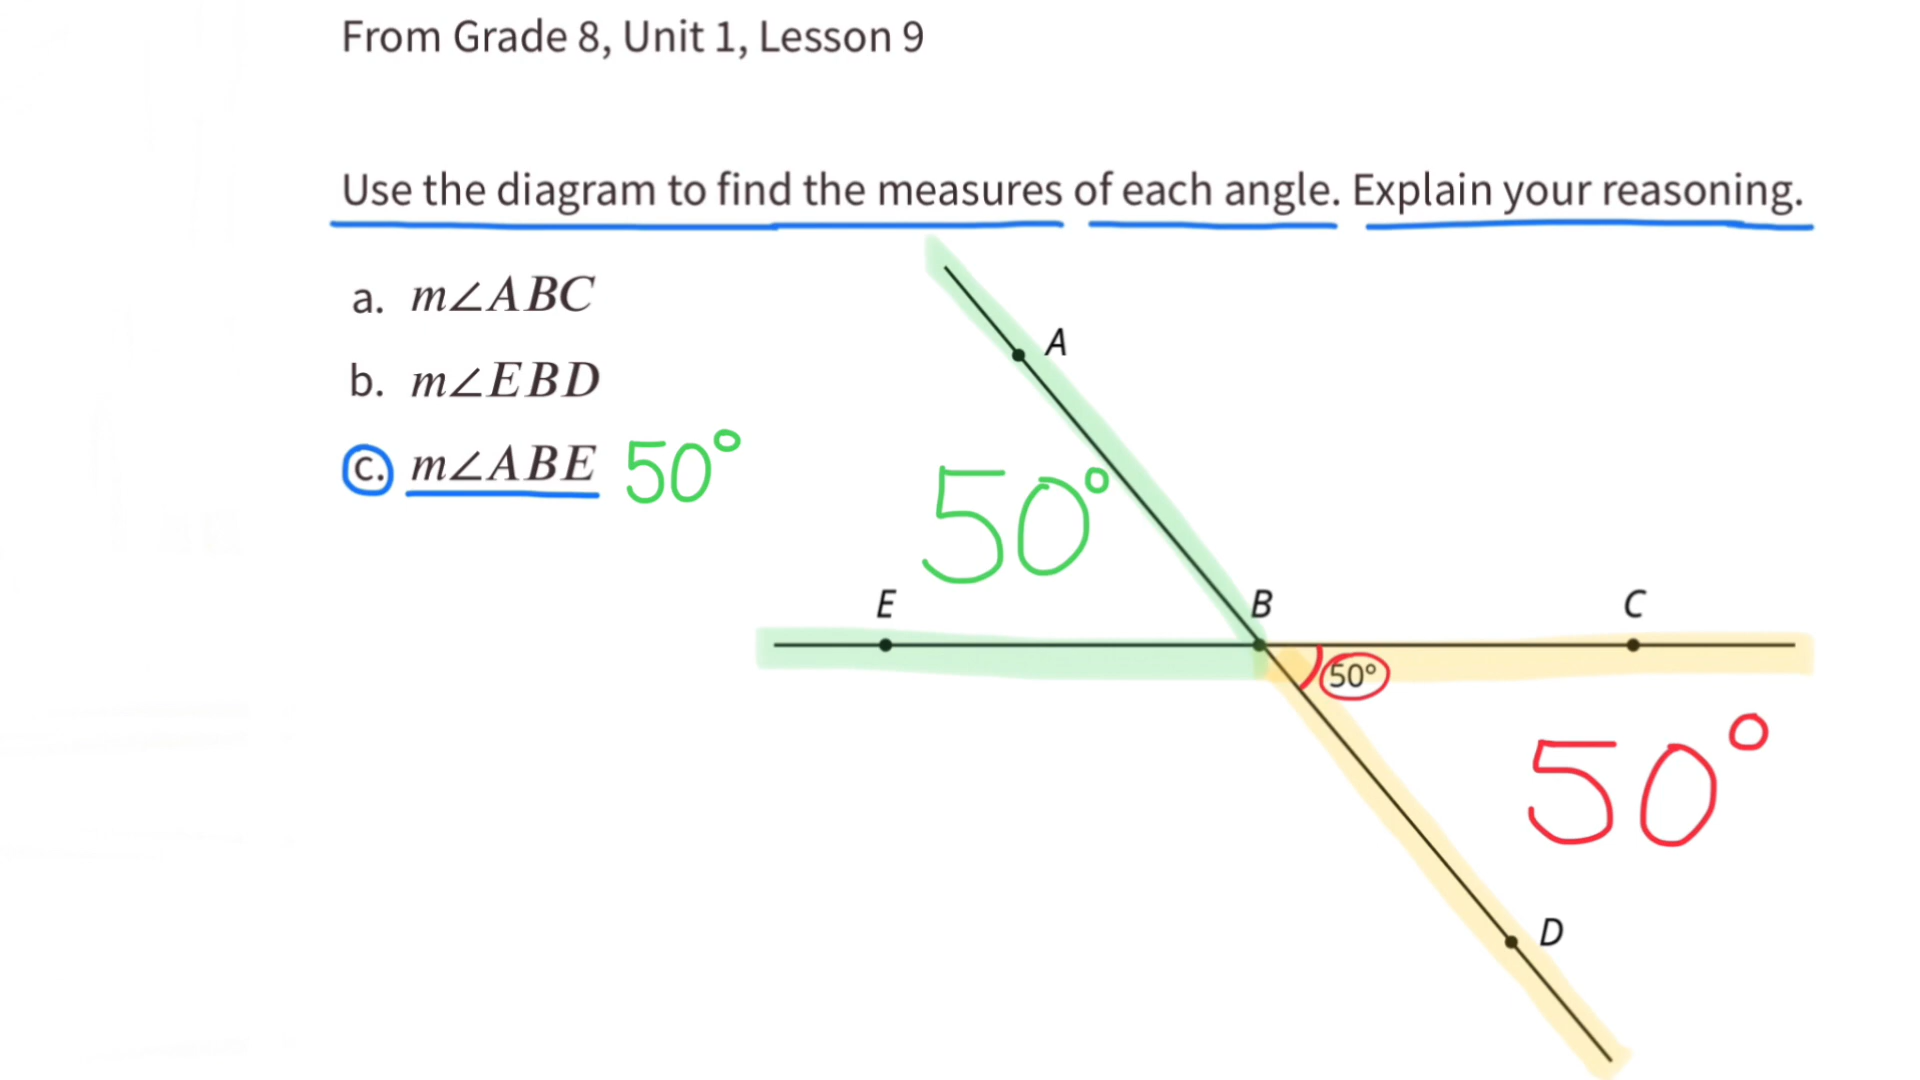 From Grade 8, Unit 1, Lesson 9
Use the diagram to find the measures of each angle. Explain your reasoning.
a. m∠ABC
b. m∠EBD
c. m∠ABE 50°
A
50°
E
B
C
50°
50°
D